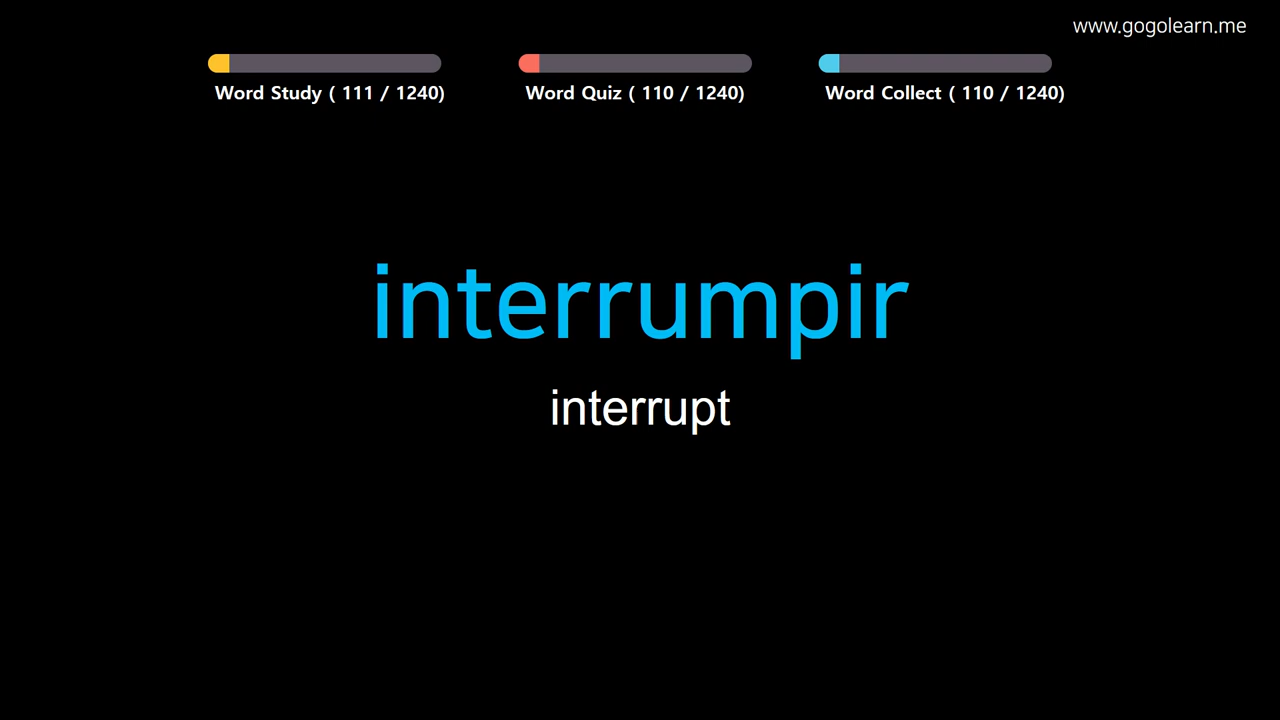 www.gogolearn.me
Word Study ( 111 / 1240)
Word Quiz ( 110 / 1240)
Word Collect ( 110 / 1240)
interrumpir
interrupt